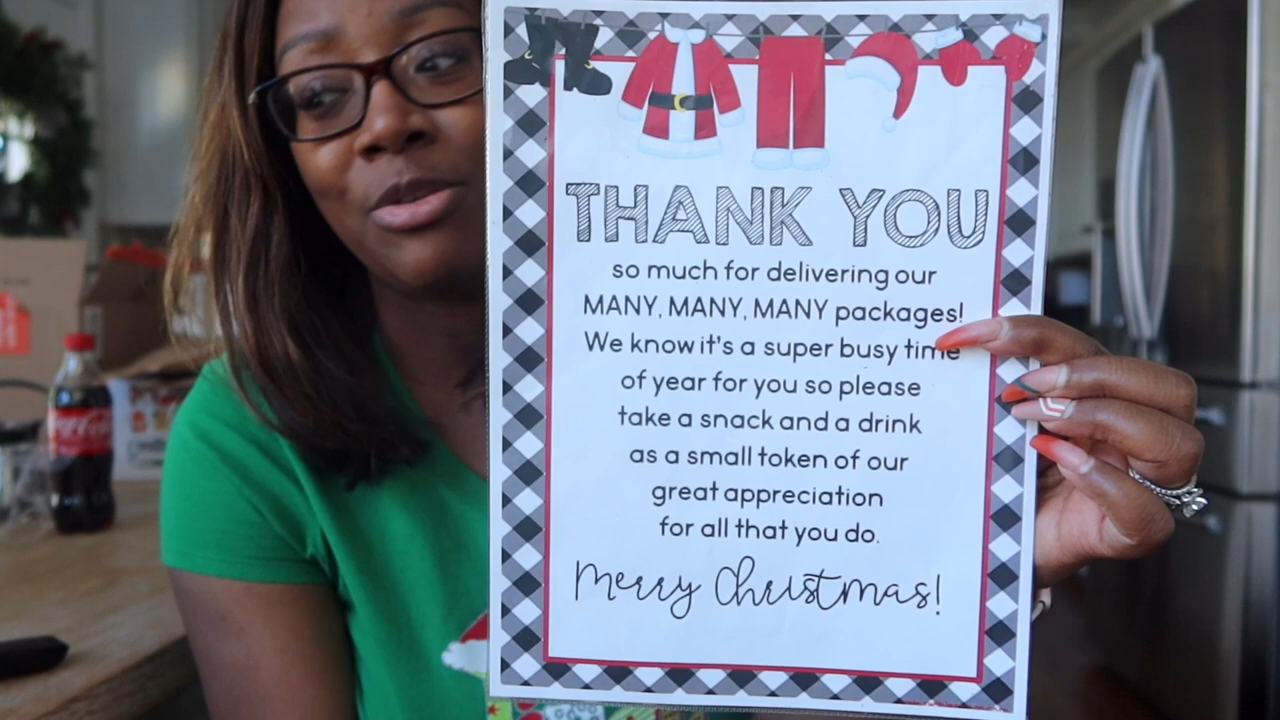 THANK YOU
so much for delivering our
MANY, MANY, MANY packages!
We know it's a super busy time
of year for you so please
take a snack and a drink
as a small token of our
great appreciation
for all that you do.
Merry Christmas!
Coca-Cola